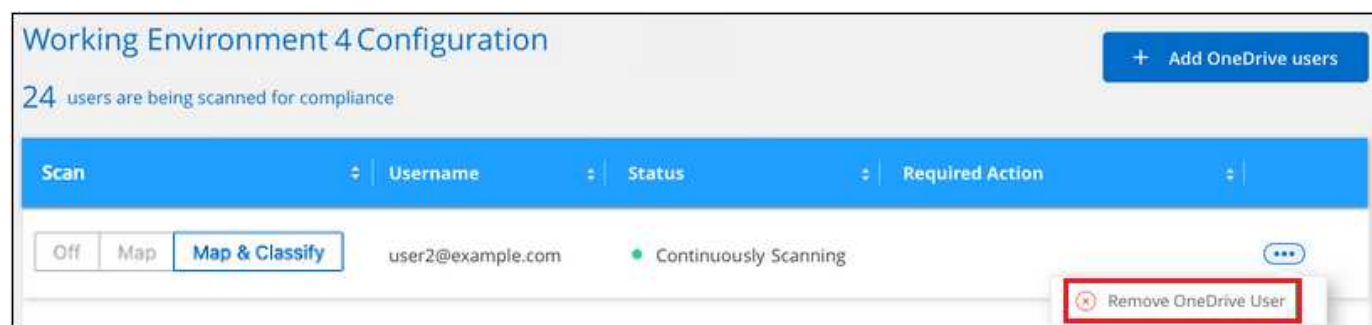 Working Environment 4 Configuration
+ Add OneDrive users
24 users are being scanned for compliance
Scan Username Status Required Action
Off Map Map & Classify user2@example.com Continuously Scanning
Remove OneDrive User